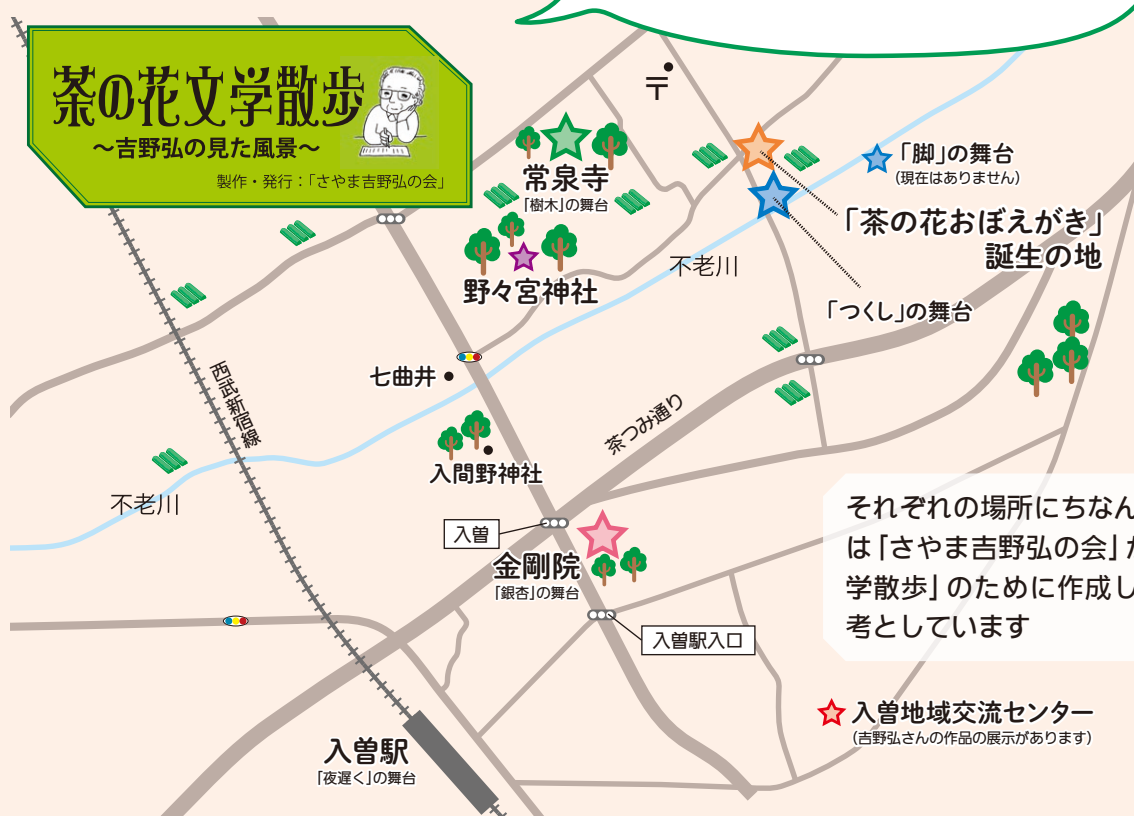 茶の花文学散歩
～吉野弘の見た風景～
製作・発行：「さやま吉野弘の会」
〒
常泉寺
「樹木」の舞台
野々宮神社
「脚」の舞台
（現在はありません）
「茶の花おぼえがき」
誕生の地
不老川
「つくし」の舞台
七曲井
西武新宿線
茶つみ通り
入間野神社
不老川
入曽
金剛院
「銀杏」の舞台
入曽駅入口
それぞれの場所にちなん
は「さやま吉野弘の会」が
学散歩」のために作成し
考としています
入曽地域交流センター
（吉野弘さんの作品の展示があります）
入曽駅
「夜遅く」の舞台